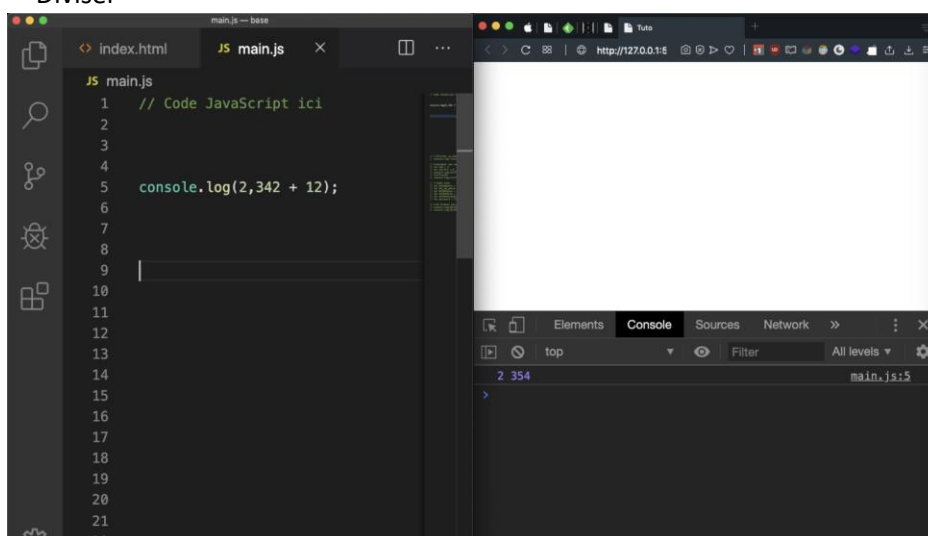 Diviser
main.js — base
index.html JS main.js ×
JS main.js
1 // Code JavaScript ici
2
3
4
5 console.log(2,342 + 12);
6
7
8
9
10
11
12
13
14
15
16
17
18
19
20
21
Tuto
http://127.0.0.1:5
Elements Console Sources Network »
top Filter All levels ▼
2 354 main.js:5
>